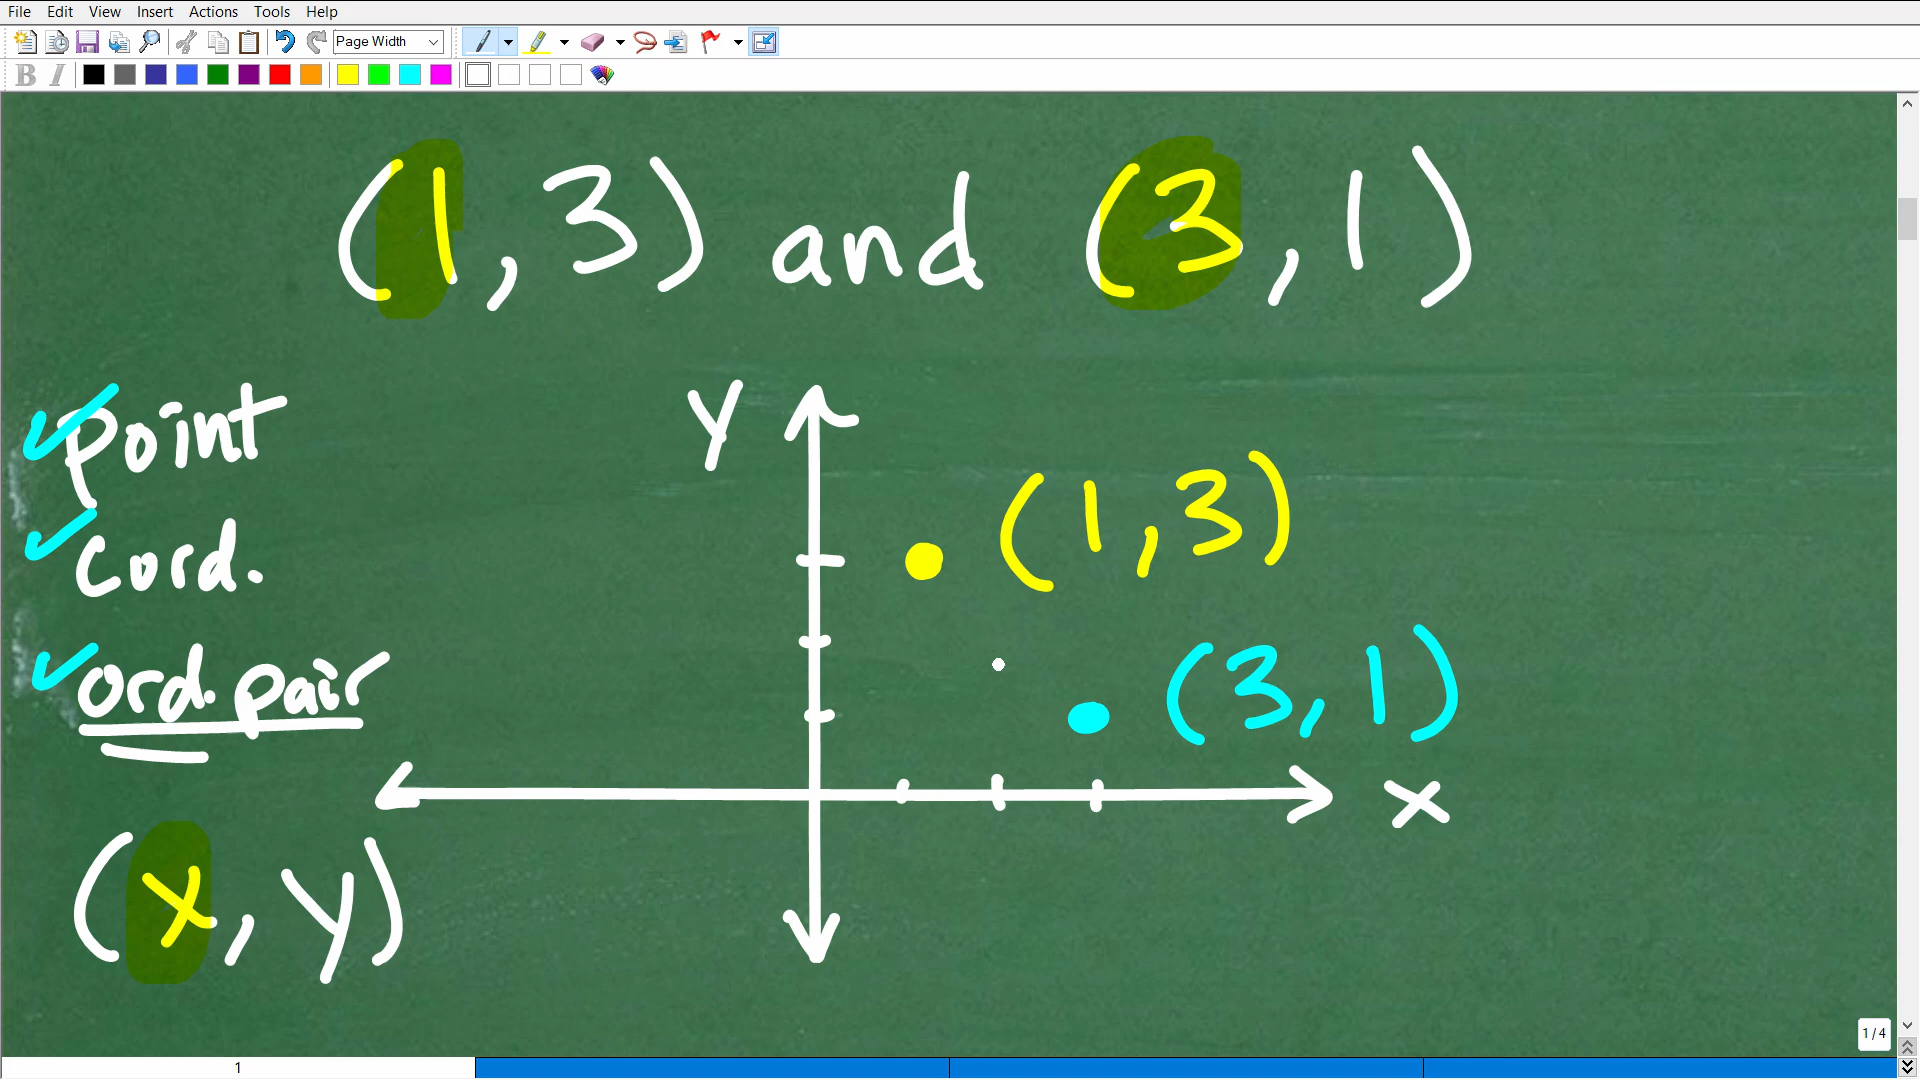 File Edit View Insert Actions Tools Help
Page Width
B I
(1,3) and (3,1)
Point
Cord.
ord. pair
(x, y)
y
(1,3)
(3,1)
x
1 / 4
1